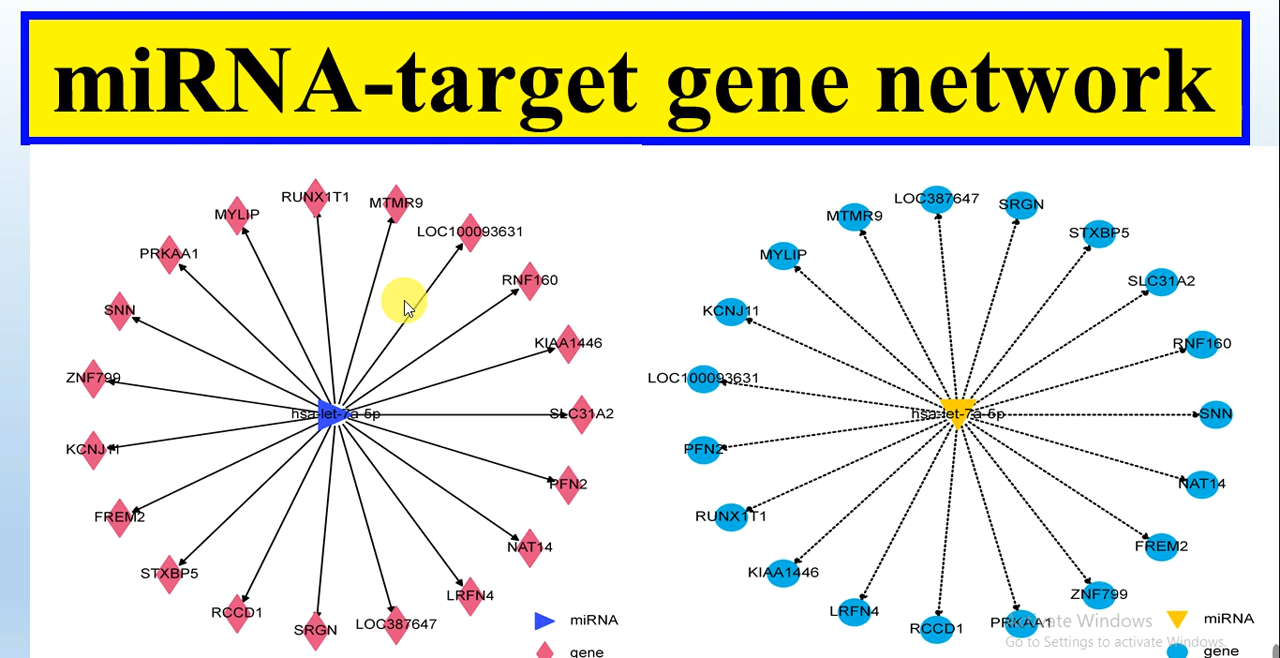 miRNA-target gene network
RUNX1T1
MTMR9
MYLIP
LOC100093631
PRKAA1
RNF160
SNN
KIAA1446
ZNF799
hsa-let-7a-5p
SLC31A2
KCNJ11
PFN2
FREM2
NAT14
STXBP5
LRFN4
RCCD1
SRGN
LOC387647
miRNA
gene
LOC387647
SRGN
MTMR9
STXBP5
MYLIP
SLC31A2
KCNJ11
RNF160
LOC100093631
hsa-let-7a-5p
SNN
PFN2
NAT14
RUNX1T1
FREM2
KIAA1446
ZNF799
LRFN4
RCCD1
PRKAA1
miRNA
gene
Activate Windows
Go to Settings to activate Windows.